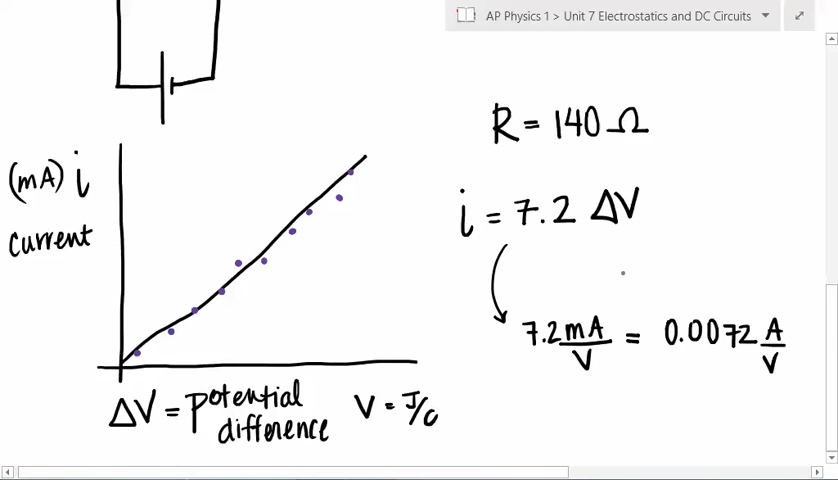 AP Physics 1 > Unit 7 Electrostatics and DC Circuits
R = 140 Ω
(mA) i
current
i = 7.2 ΔV
7.2 mA/V = 0.0072 A/V
ΔV = potential difference V = J/C